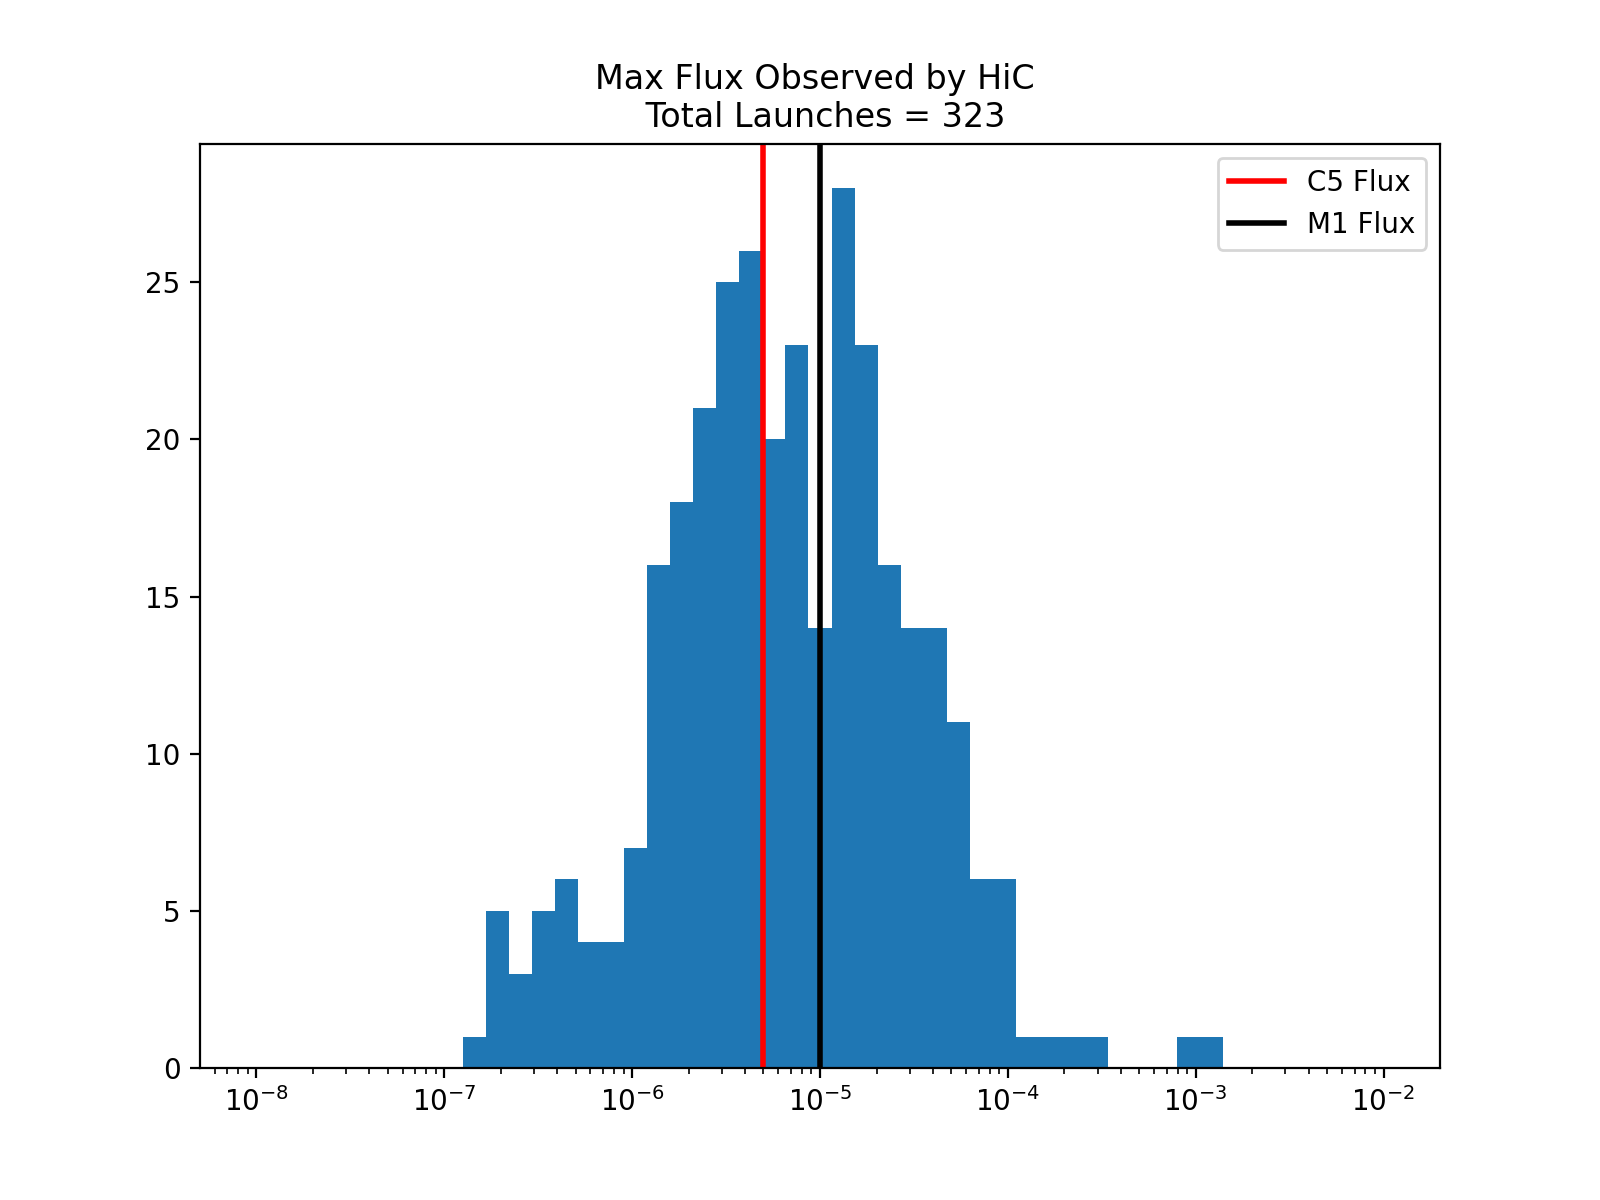 Max Flux Observed by HiC
Total Launches = 323
C5 Flux
M1 Flux
25
20
15
10
5
0
10⁻⁸ 10⁻⁷ 10⁻⁶ 10⁻⁵ 10⁻⁴ 10⁻³ 10⁻²